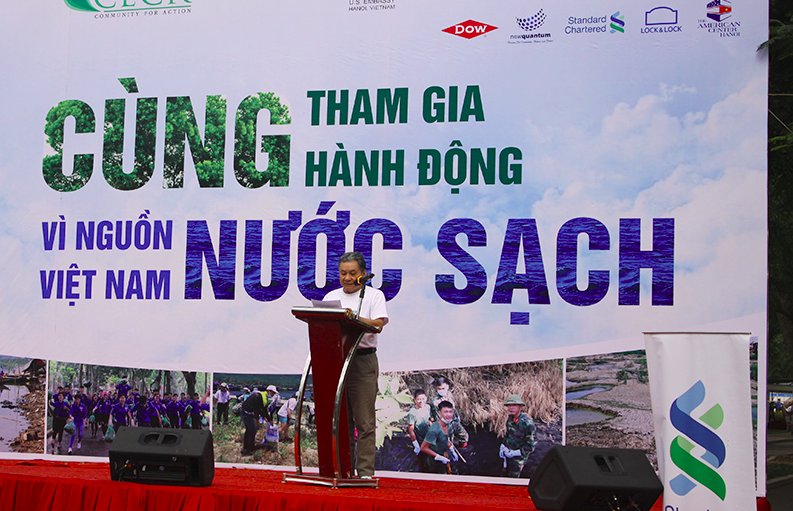 CECR
COMMUNITY FOR ACTION
U.S. EMBASSY
HANOI, VIETNAM
DOW
newquantum
Standard
Chartered
LOCK&LOCK
THE
AMERICAN
CENTER
HANOI
CÙNG THAM GIA
HÀNH ĐỘNG
VÌ NGUỒN
VIỆT NAM
NƯỚC SẠCH